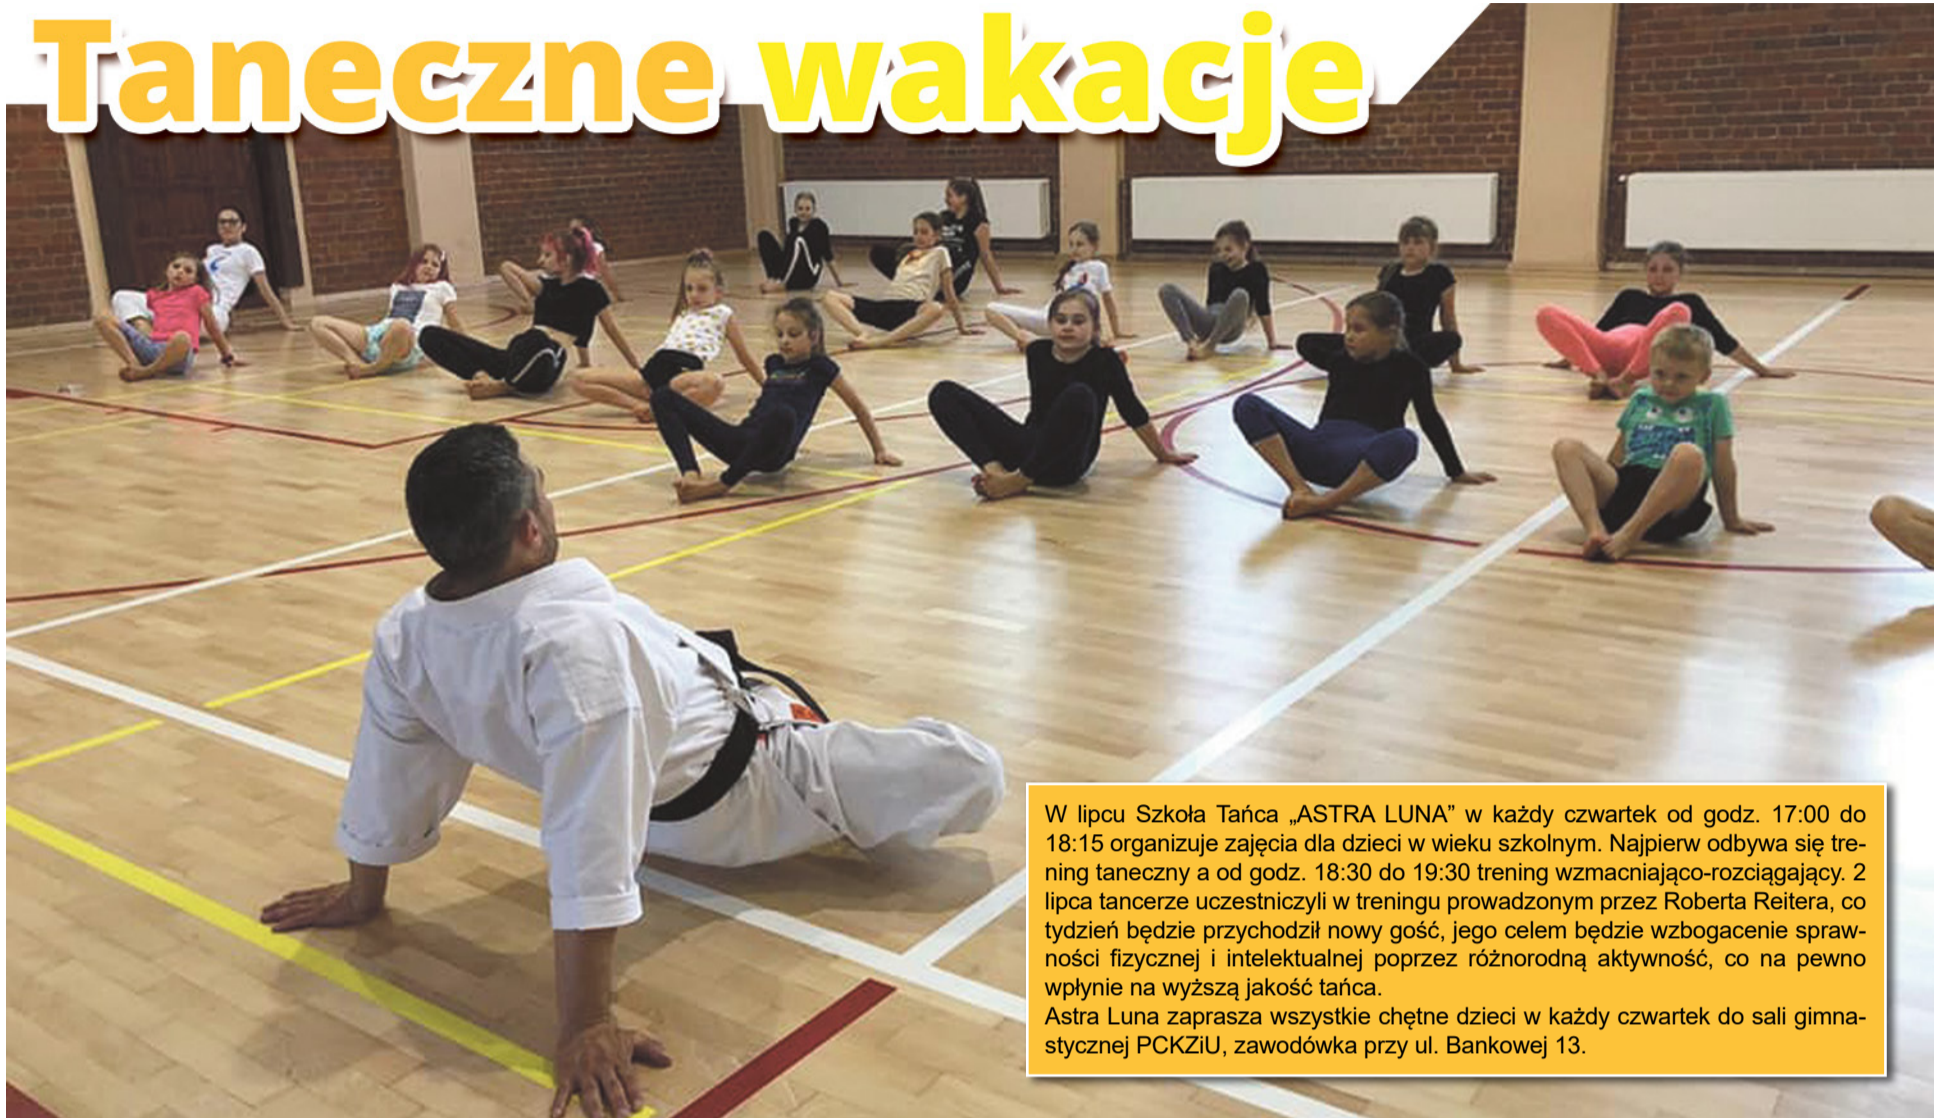 Taneczne wakacje
W lipcu Szkoła Tańca „ASTRA LUNA” w każdy czwartek od godz. 17:00 do
18:15 organizuje zajęcia dla dzieci w wieku szkolnym. Najpierw odbywa się tre-
ning taneczny a od godz. 18:30 do 19:30 trening wzmacniająco-rozciągający. 2
lipca tancerze uczestniczyli w treningu prowadzonym przez Roberta Reitera, co
tydzień będzie przychodził nowy gość, jego celem będzie wzbogacenie spraw-
ności fizycznej i intelektualnej poprzez różnorodną aktywność, co na pewno
wpłynie na wyższą jakość tańca.
Astra Luna zaprasza wszystkie chętne dzieci w każdy czwartek do sali gimna-
stycznej PCKZiU, zawodówka przy ul. Bankowej 13.